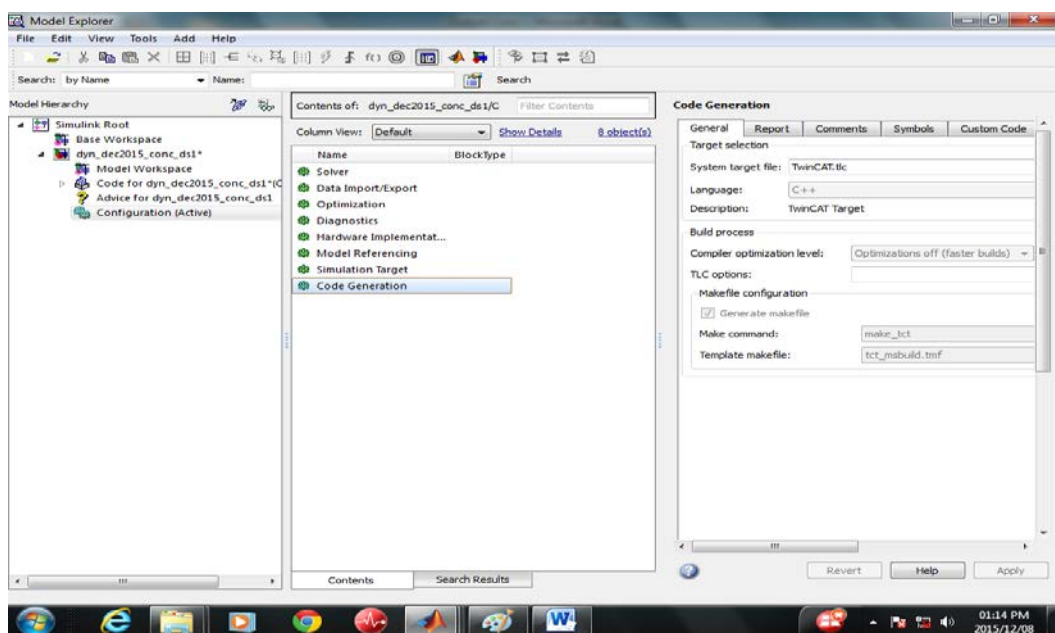 Model Explorer
File Edit View Tools Add Help
Search: by Name Name: Search
Model Hierarchy
Simulink Root
Base Workspace
dyn_dec2015_conc_ds1*
Model Workspace
Code for dyn_dec2015_conc_ds1*(C
Advice for dyn_dec2015_conc_ds1
Configuration (Active)
Contents of: dyn_dec2015_conc_ds1/C Filter Contents
Column View: Default Show Details 8 object(s)
Name BlockType
Solver
Data Import/Export
Optimization
Diagnostics
Hardware Implementat...
Model Referencing
Simulation Target
Code Generation
Contents Search Results
Code Generation
General Report Comments Symbols Custom Code
Target selection
System target file: TwinCAT.tlc
Language: C++
Description: TwinCAT Target
Build process
Compiler optimization level: Optimizations off (faster builds)
TLC options:
Makefile configuration
Generate makefile
Make command: make_tct
Template makefile: tct_msbuild.tmf
Revert Help Apply
01:14 PM
2015/12/08